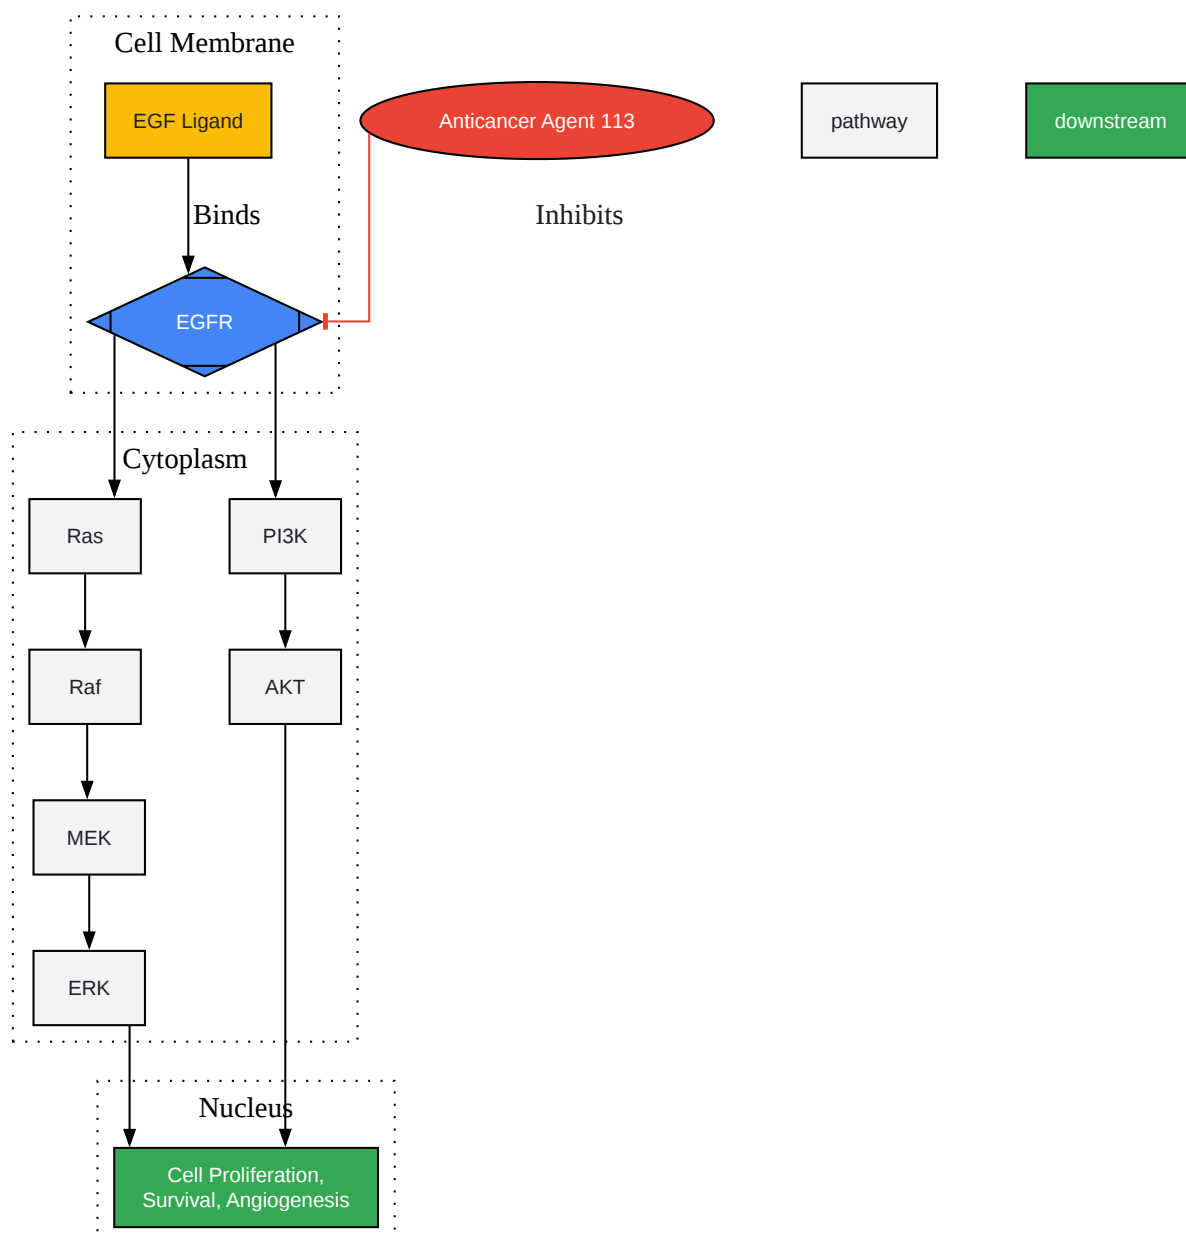 Cell Membrane
EGF Ligand
Anticancer Agent 113
pathway
downstream
Binds
Inhibits
EGFR
Cytoplasm
Ras
PI3K
Raf
AKT
MEK
ERK
Nucleus
Cell Proliferation,
Survival, Angiogenesis